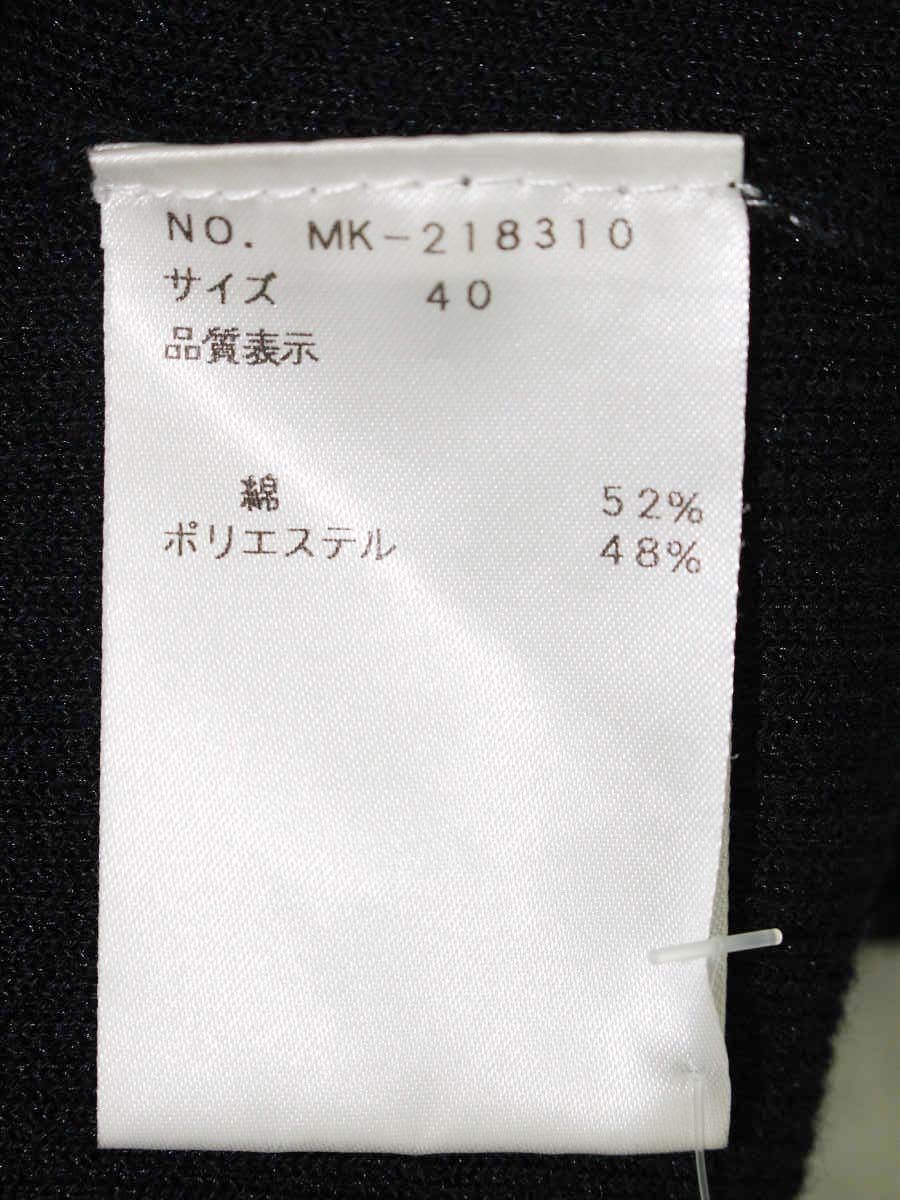 NO. MK-218310
サイズ 40
品質表示
綿 52%
ポリエステル 48%